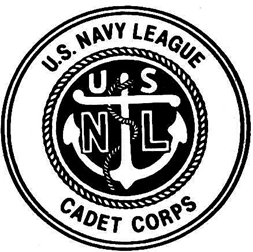 U.S. NAVY LEAGUE
U S
N L
CADET CORPS